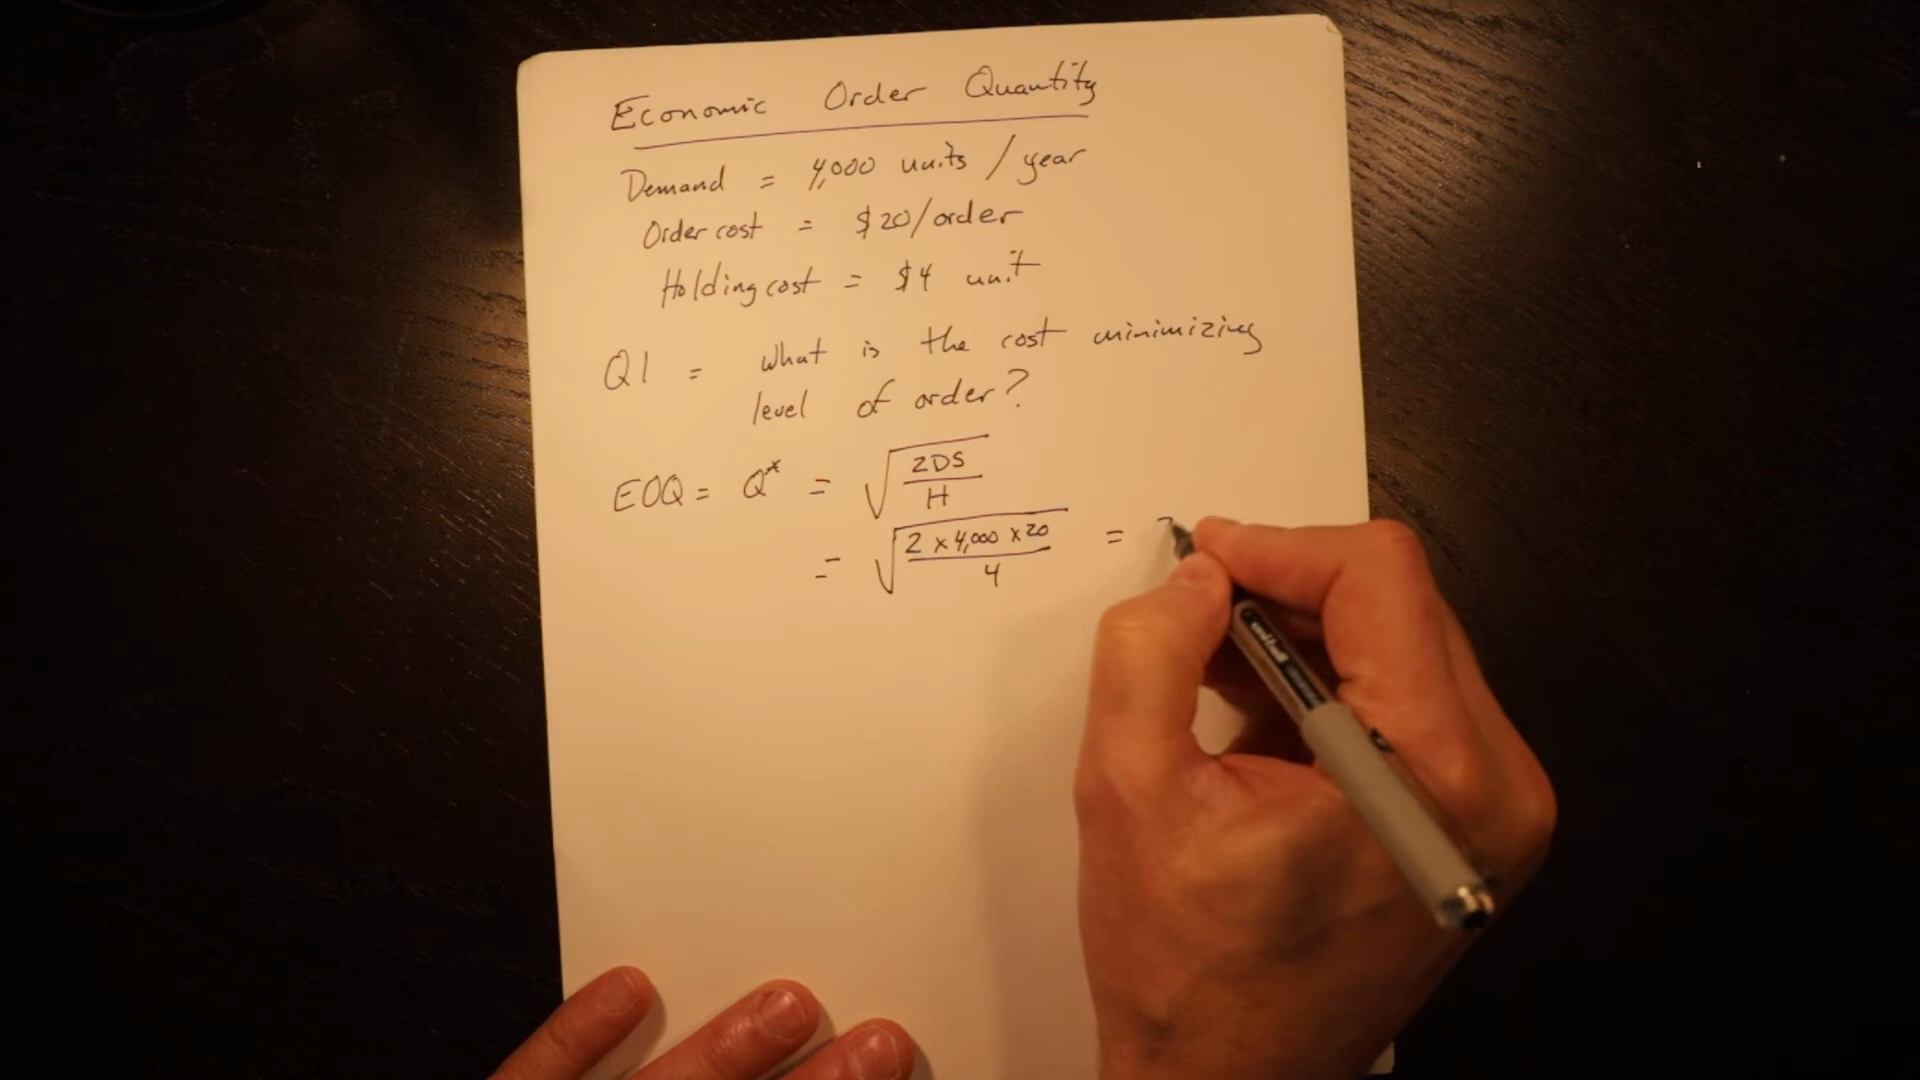 Economic Order Quantity
Demand = 4,000 units / year
Order cost = $20/order
Holding cost = $4 unit
Q1 = what is the cost minimizing
level of order?
EOQ = Q* = √(2DS/H)
= √(2 x 4,000 x 20/4) =